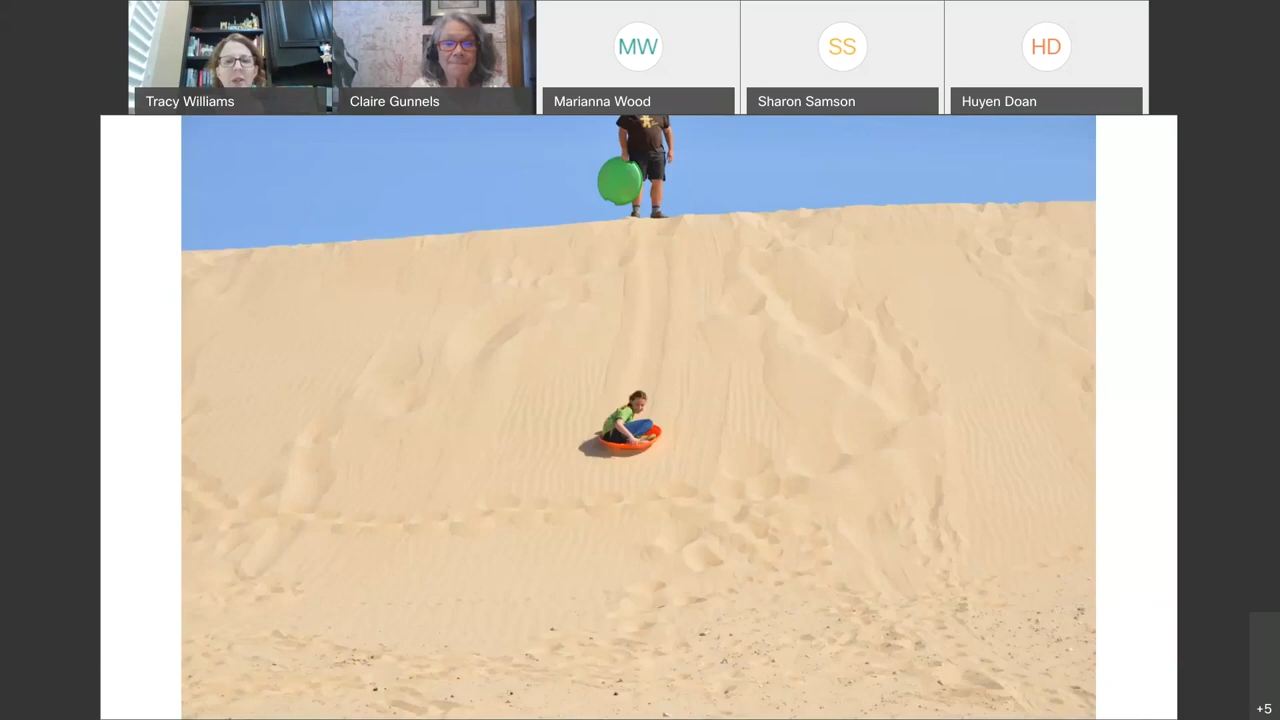 MW
SS
HD
Tracy Williams
Claire Gunnels
Marianna Wood
Sharon Samson
Huyen Doan
+5